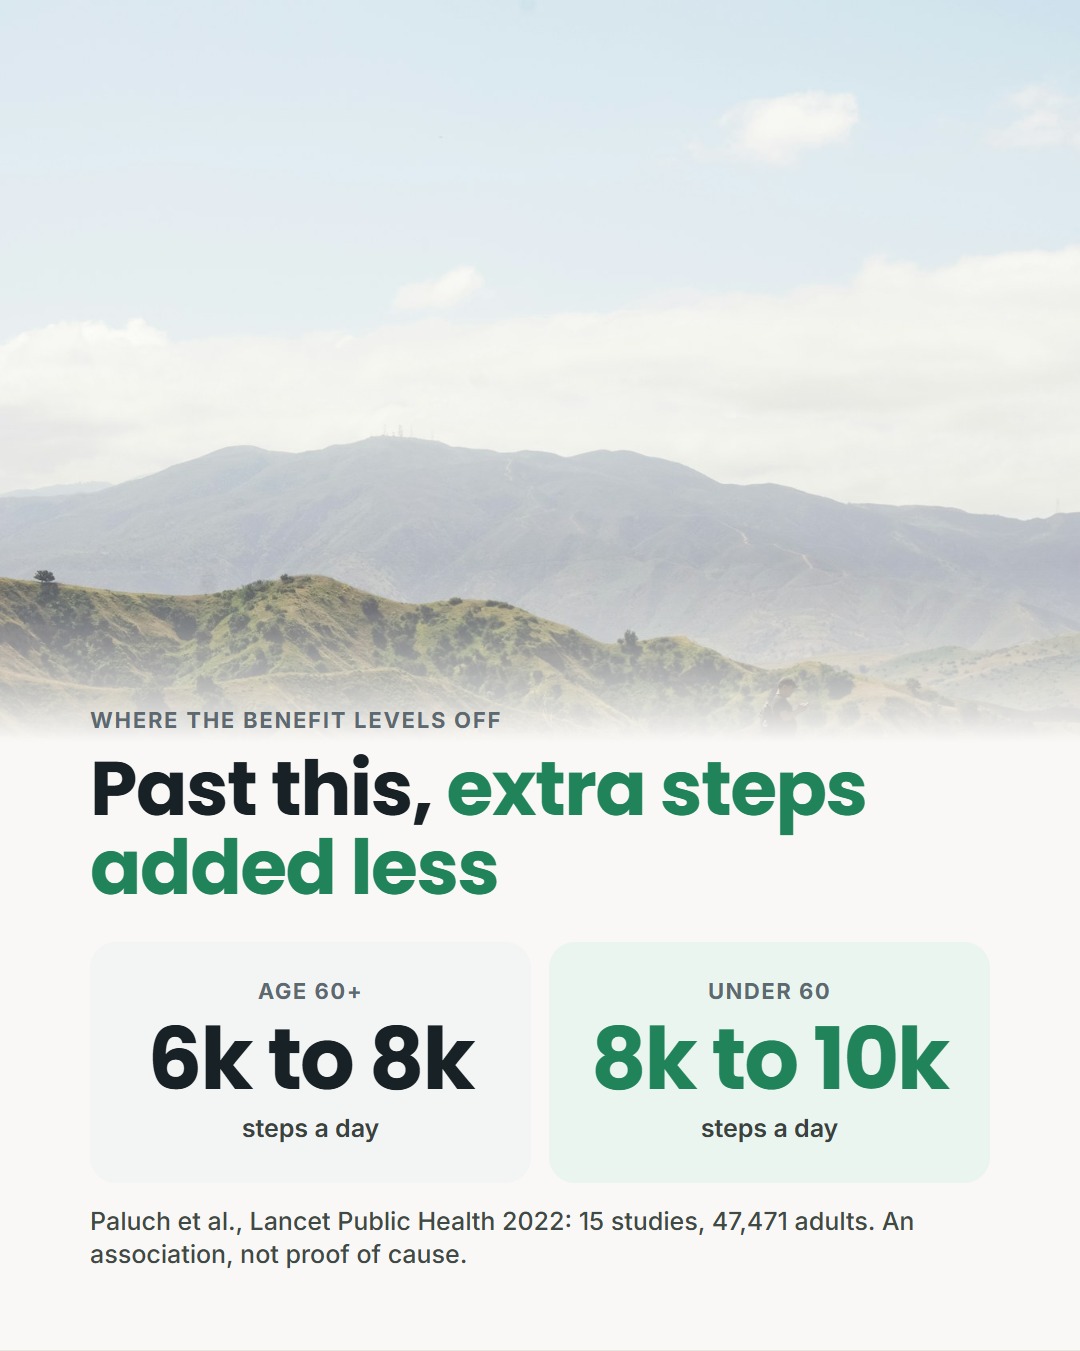 WHERE THE BENEFIT LEVELS OFF
Past this, extra steps
added less
AGE 60+
6k to 8k
steps a day
UNDER 60
8k to 10k
steps a day
Paluch et al., Lancet Public Health 2022: 15 studies, 47,471 adults. An
association, not proof of cause.